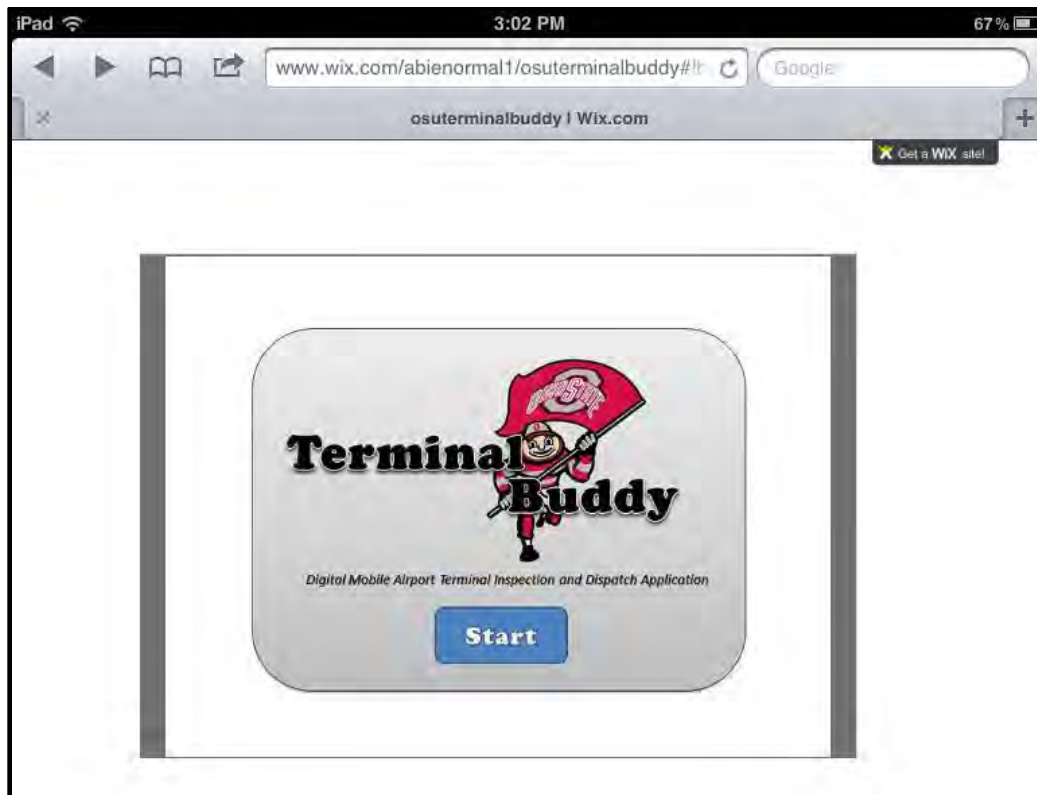 iPad 3:02 PM 67%
www.wix.com/abienormal1/osuterminalbuddy#! Google
osuterminalbuddy | Wix.com
Get a WIX site!
OHIO STATE
Terminal
Buddy
Digital Mobile Airport Terminal Inspection and Dispatch Application
Start